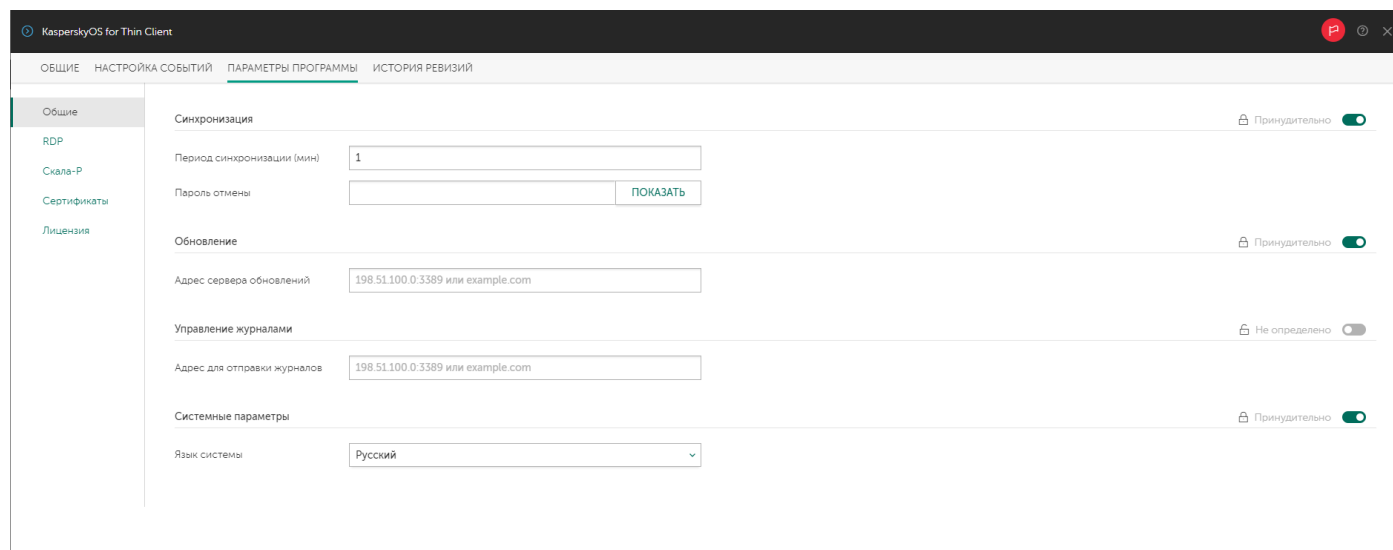 KasperskyOS for Thin Client
ОБЩИЕ НАСТРОЙКА СОБЫТИЙ ПАРАМЕТРЫ ПРОГРАММЫ ИСТОРИЯ РЕВИЗИЙ
Общие
RDP
Скала-Р
Сертификаты
Лицензия
Синхронизация Принудительно
Период синхронизации (мин) 1
Пароль отмены ПОКАЗАТЬ
Обновление Принудительно
Адрес сервера обновлений 198.51.100.0:3389 или example.com
Управление журналами Не определено
Адрес для отправки журналов 198.51.100.0:3389 или example.com
Системные параметры Принудительно
Язык системы Русский